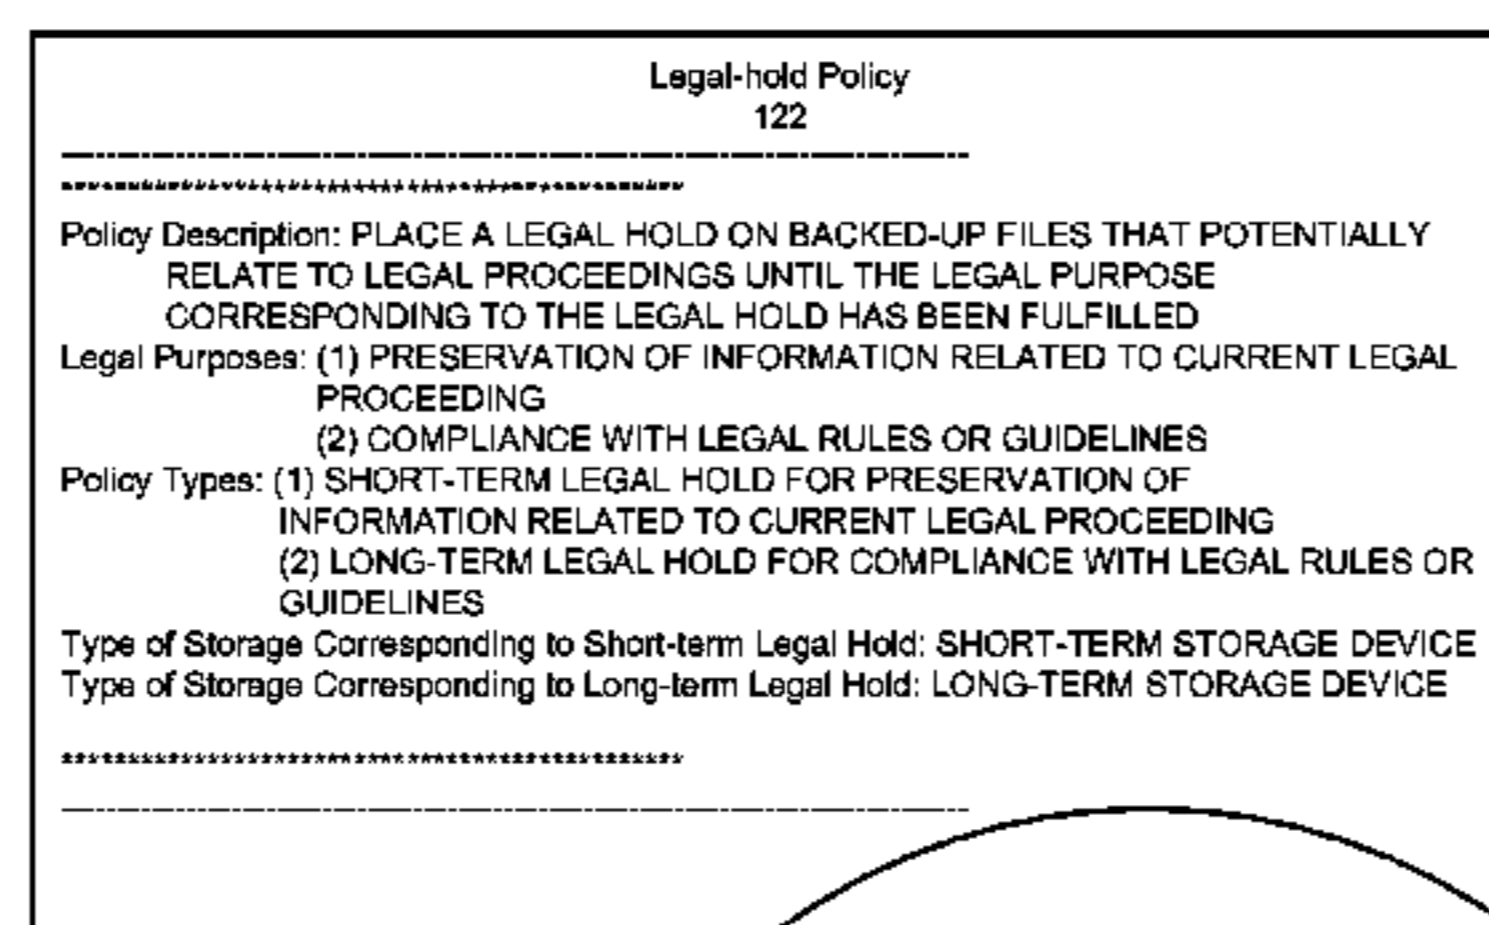 Legal-hold Policy
122
Policy Description: PLACE A LEGAL HOLD ON BACKED-UP FILES THAT POTENTIALLY
RELATE TO LEGAL PROCEEDINGS UNTIL THE LEGAL PURPOSE
CORRESPONDING TO THE LEGAL HOLD HAS BEEN FULFILLED
Legal Purposes: (1) PRESERVATION OF INFORMATION RELATED TO CURRENT LEGAL
PROCEEDING
(2) COMPLIANCE WITH LEGAL RULES OR GUIDELINES
Policy Types: (1) SHORT-TERM LEGAL HOLD FOR PRESERVATION OF
INFORMATION RELATED TO CURRENT LEGAL PROCEEDING
(2) LONG-TERM LEGAL HOLD FOR COMPLIANCE WITH LEGAL RULES OR
GUIDELINES
Type of Storage Corresponding to Short-term Legal Hold: SHORT-TERM STORAGE DEVICE
Type of Storage Corresponding to Long-term Legal Hold: LONG-TERM STORAGE DEVICE